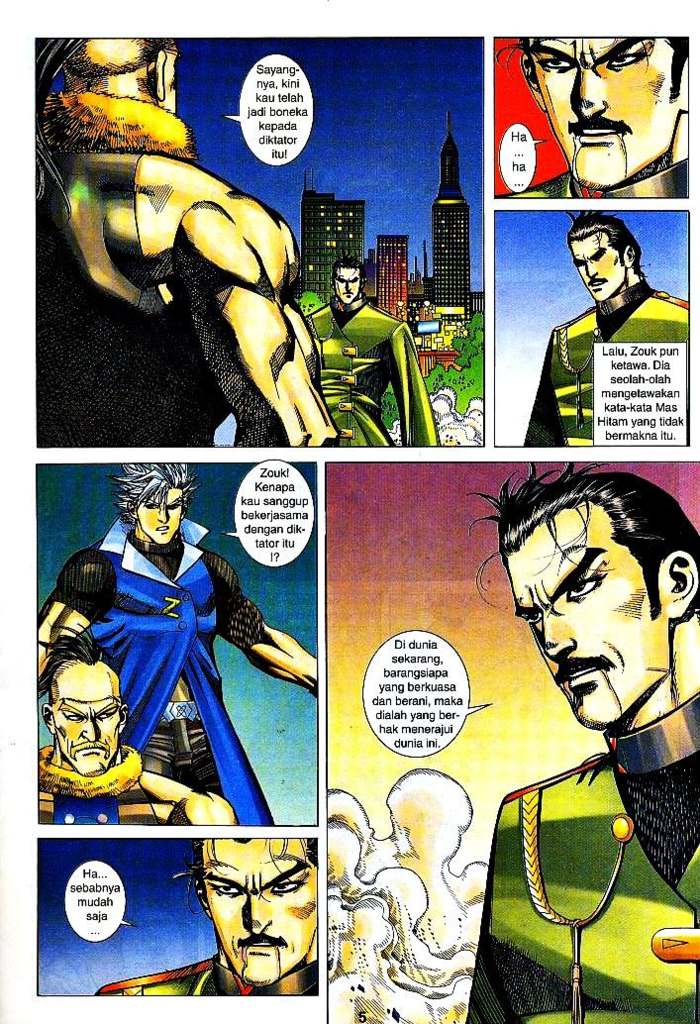 Sayang-
nya, kini
kau telah
jadi boneka
kepada
diktator
itu!
Ha
...
ha
...
Lalu, Zouk pun
ketawa. Dia
seolah-olah
mengetawakan
kata-kata Mas
Hitam yang tidak
bermakna itu.
Zouk!
Kenapa
kau sanggup
bekerjasama
dengan dik-
tator itu
!?
Z
Ha...
sebabnya
mudah
saja
...
Di dunia
sekarang,
barangsiapa
yang berkuasa
dan berani, maka
dialah yang ber-
hak menerajui
dunia ini.
5